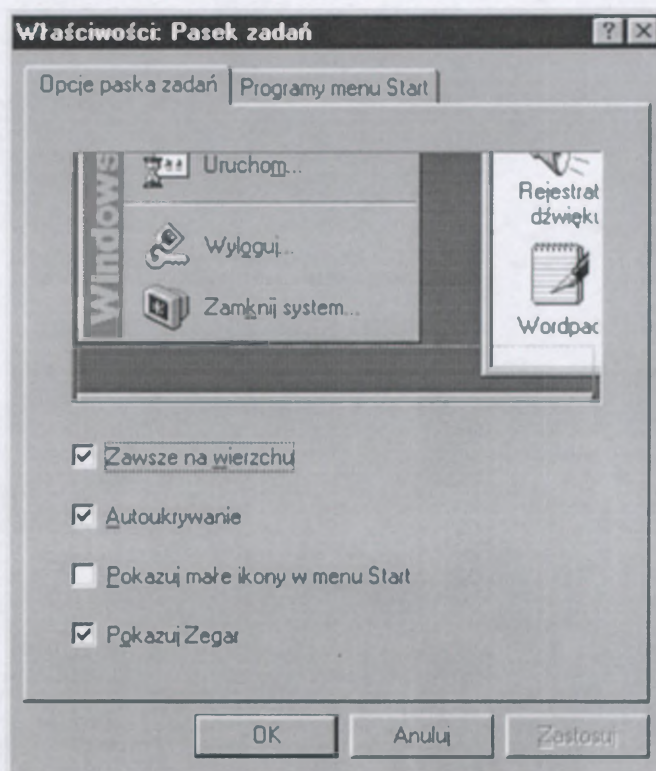 Właściwości: Pasek zadań
Opcje paska zadań
Programy menu Start
Windows
Uruchom...
Wyloguj...
Zamknij system...
Rejestrat
dźwięku
Wordpad
Zawsze na wierzchu
Autoukrywanie
Pokazuj małe ikony w menu Start
Pokazuj Zegar
OK
Anuluj
Zastosuj